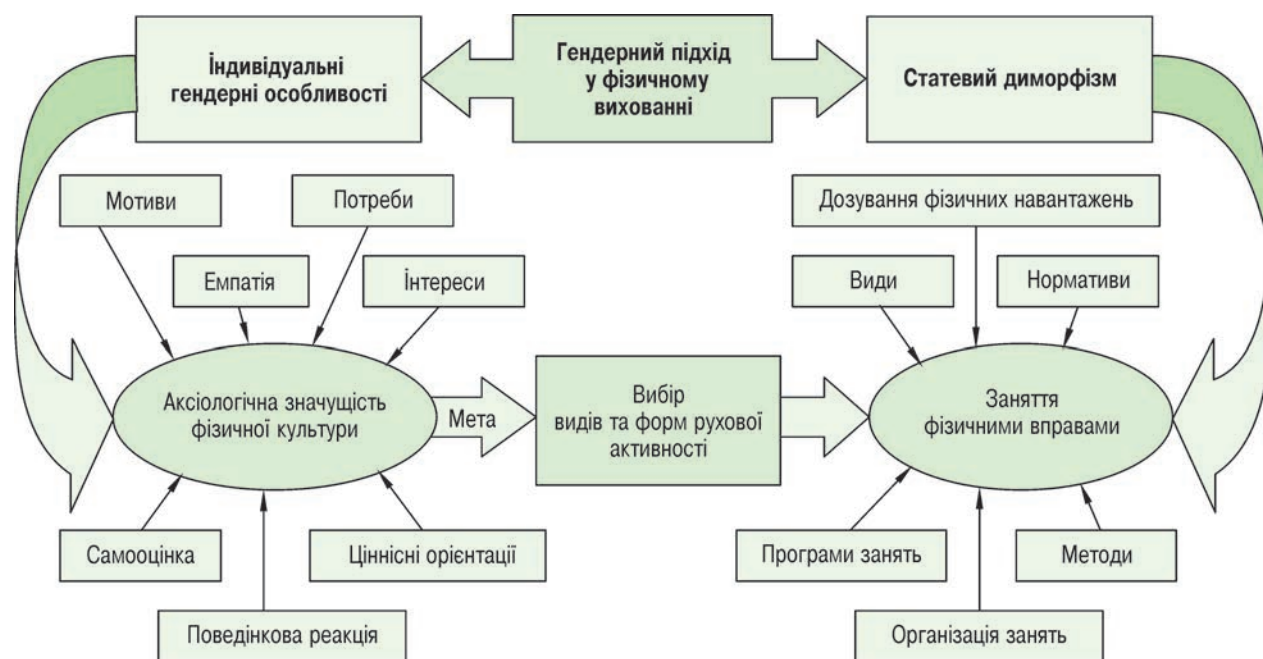 Індивідуальні
гендерні особливості
Гендерний підхід
у фізичному
вихованні
Статевий диморфізм
Мотиви
Потреби
Дозування фізичних навантажень
Емпатія
Інтереси
Види
Нормативи
Аксіологічна значущість
фізичної культури
Мета
Вибір
видів та форм рухової
активності
Заняття
фізичними вправами
Самооцінка
Ціннісні орієнтації
Програми занять
Методи
Поведінкова реакція
Організація занять